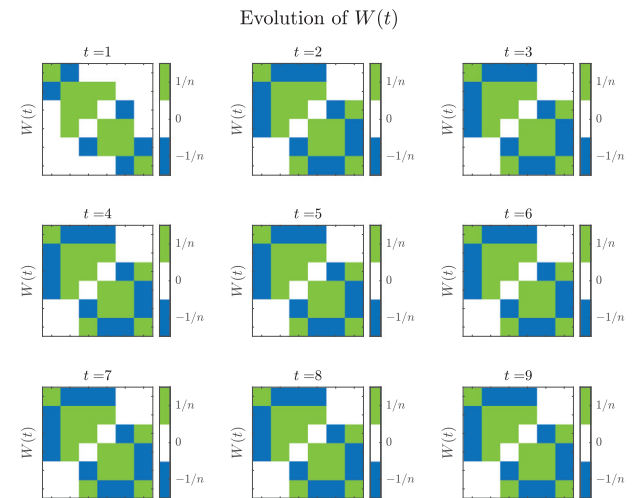 Evolution of W(t)
t =1
t =2
t =3
W(t)
1/n
0
−1/n
W(t)
1/n
0
−1/n
W(t)
1/n
0
−1/n
t =4
t =5
t =6
W(t)
1/n
0
−1/n
W(t)
1/n
0
−1/n
W(t)
1/n
0
−1/n
t =7
t =8
t =9
W(t)
1/n
0
−1/n
W(t)
1/n
0
−1/n
W(t)
1/n
0
−1/n